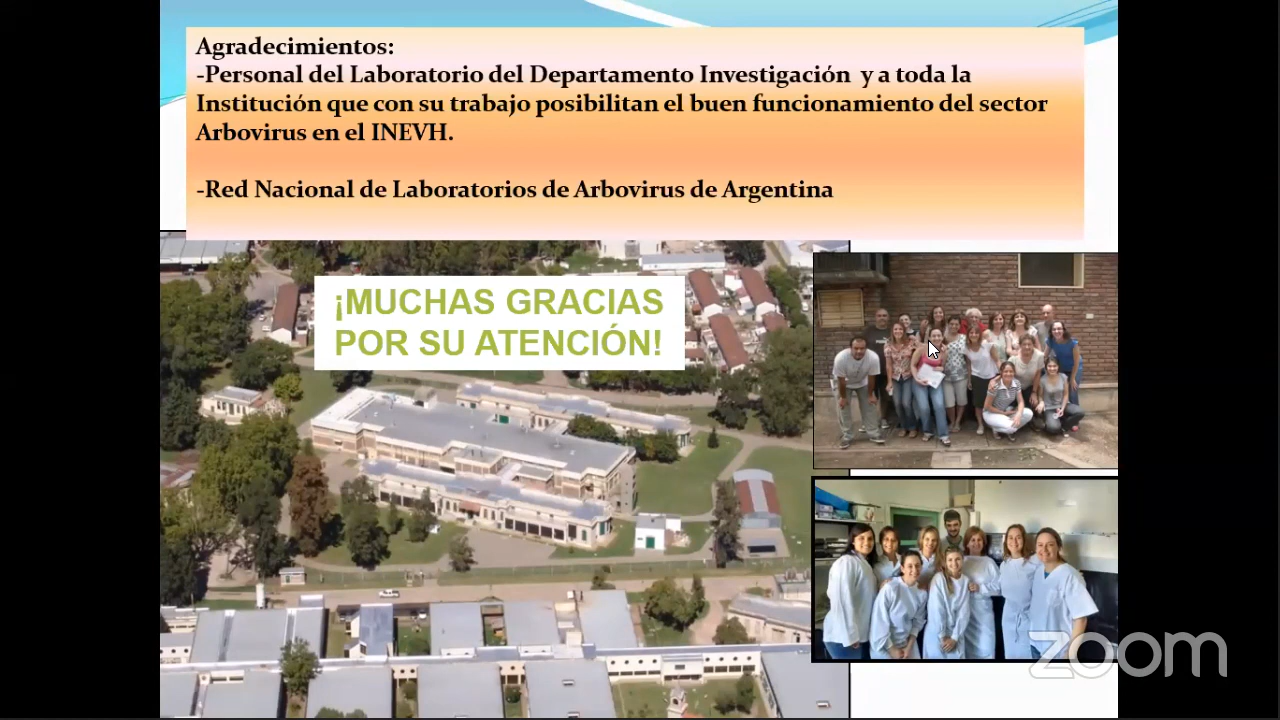 Agradecimientos:
-Personal del Laboratorio del Departamento Investigación y a toda la
Institución que con su trabajo posibilitan el buen funcionamiento del sector
Arbovirus en el INEVH.
-Red Nacional de Laboratorios de Arbovirus de Argentina
¡MUCHAS GRACIAS
POR SU ATENCIÓN!
zoom